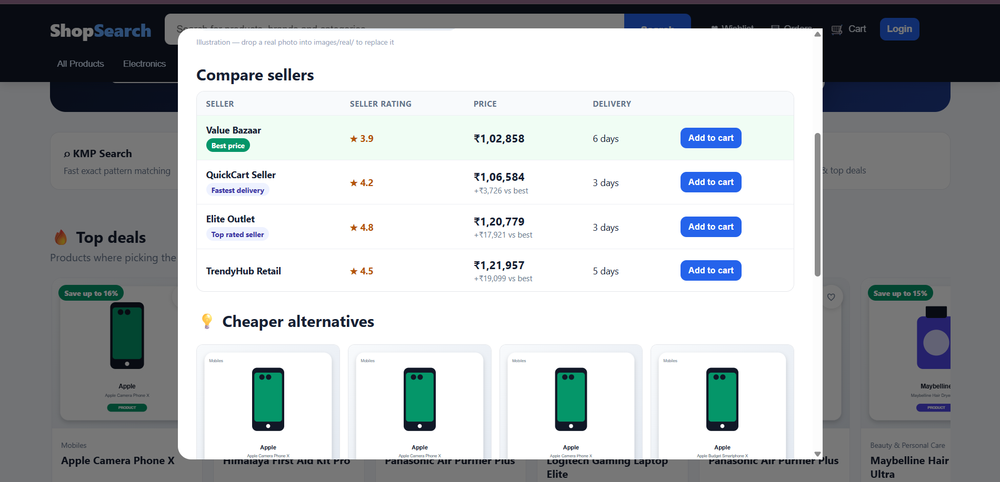 ShopSearch
Search for products, brands and categories
Search
Wishlist
Orders
Cart
Login
All Products
Electronics
Illustration — drop a real photo into images/real/ to replace it
Compare sellers
SELLER SELLER RATING PRICE DELIVERY
Value Bazaar
Best price
★ 3.9
₹1,02,858
6 days
Add to cart
QuickCart Seller
Fastest delivery
★ 4.2
₹1,06,584
+₹3,726 vs best
3 days
Add to cart
Elite Outlet
Top rated seller
★ 4.8
₹1,20,779
+₹17,921 vs best
3 days
Add to cart
TrendyHub Retail
★ 4.5
₹1,21,957
+₹19,099 vs best
5 days
Add to cart
Cheaper alternatives
Mobiles
Apple
Apple Camera Phone X
Mobiles
Apple
Apple Camera Phone X
Mobiles
Apple
Apple Camera Phone X
Mobiles
Apple
Apple Budget Smartphone X
KMP Search
Fast exact pattern matching
& top deals
Top deals
Products where picking the
Save up to 16%
Apple
Apple Camera Phone X
PRODUCT
Mobiles
Apple Camera Phone X
Himalaya First Aid Kit Pro
Panasonic Air Purifier Plus
Logitech Gaming Laptop
Elite
Panasonic Air Purifier Plus
Save up to 15%
Maybelline
Maybelline Hair Drye
PRODUCT
Beauty & Personal Care
Maybelline Hair
Ultra